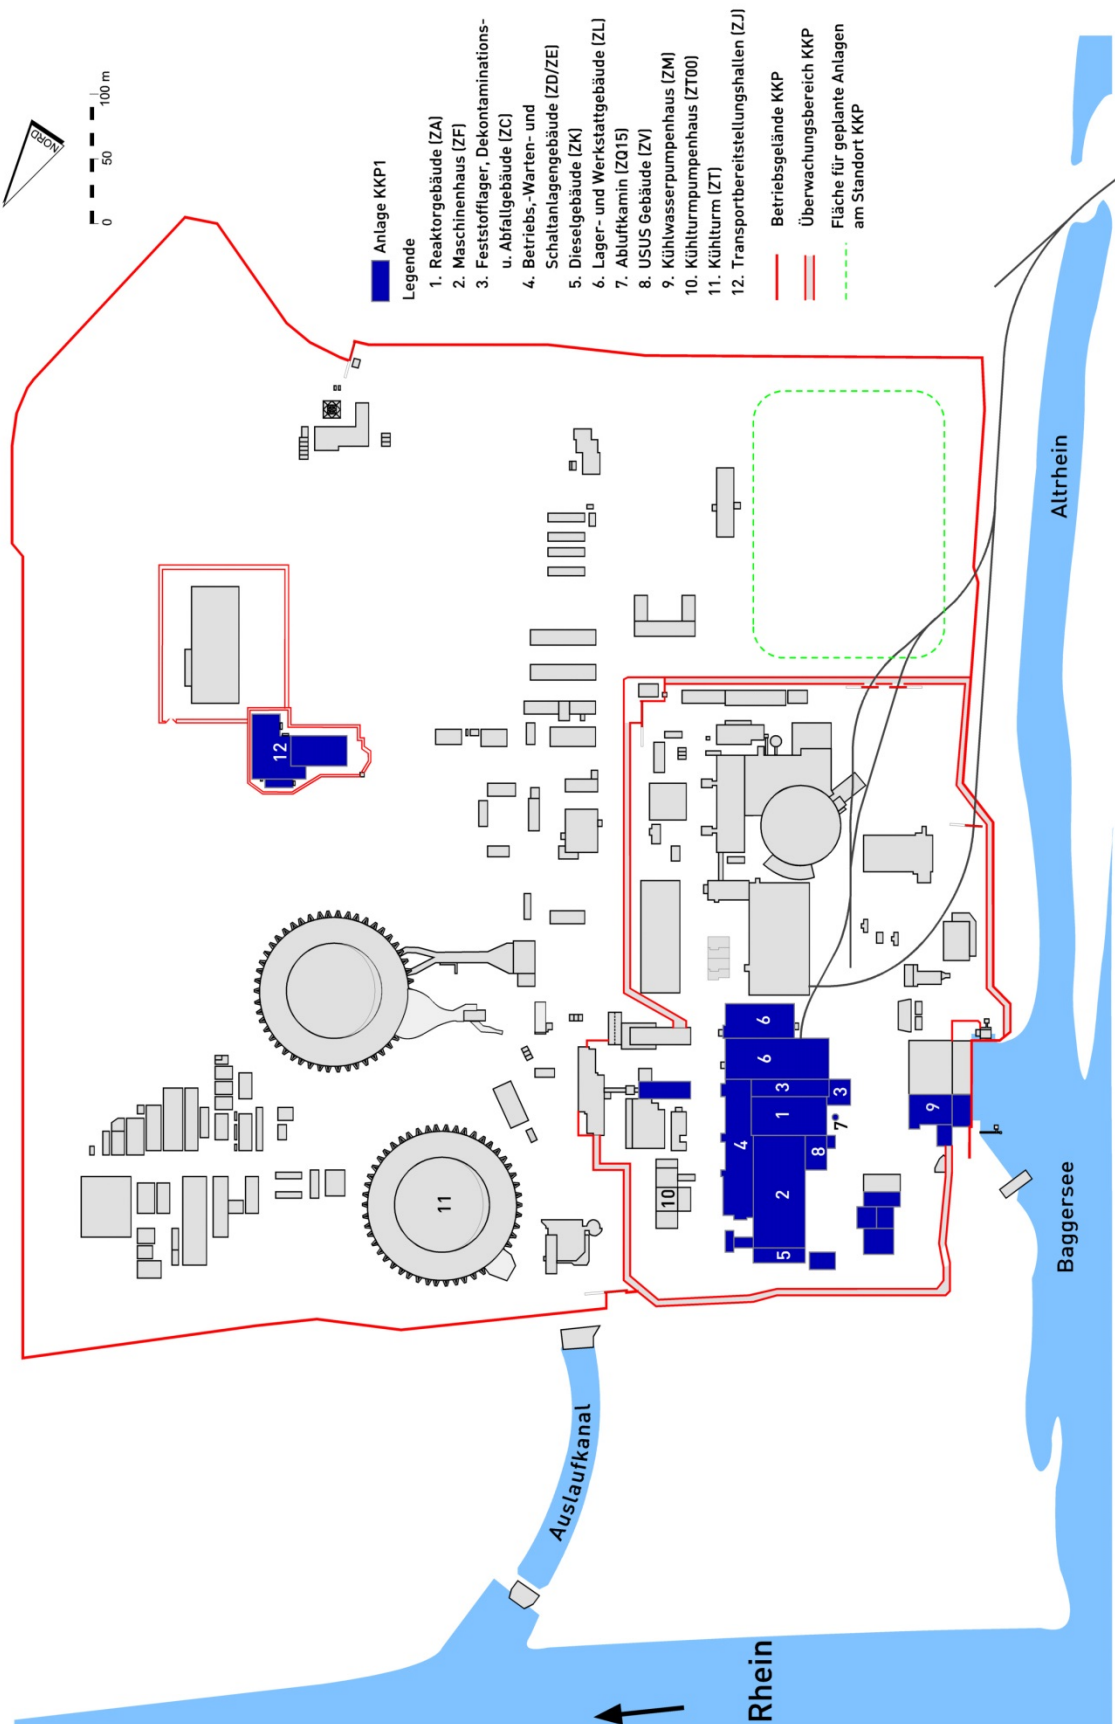 NORD
0 50 100 m
Anlage KKP1
Legende
1. Reaktorgebäude (ZA)
2. Maschinenhaus (ZF)
3. Feststofflager, Dekontaminations-
u. Abfallgebäude (ZC)
4. Betriebs,-Warten- und
Schaltanlagengebäude (ZD/ZE)
5. Dieselgebäude (ZK)
6. Lager- und Werkstattgebäude (ZL)
7. Abluftkamin (ZQ15)
8. USUS Gebäude (ZV)
9. Kühlwasserpumpenhaus (ZM)
10. Kühlturmpumpenhaus (ZT00)
11. Kühlturm (ZT)
12. Transportbereitstellungshallen (ZJ)
Betriebsgelände KKP
Überwachungsbereich KKP
Fläche für geplante Anlagen
am Standort KKP
12
11
10
6
6
3
3
1
4
7
8
2
5
9
Altrhein
Baggersee
Auslaufkanal
Rhein